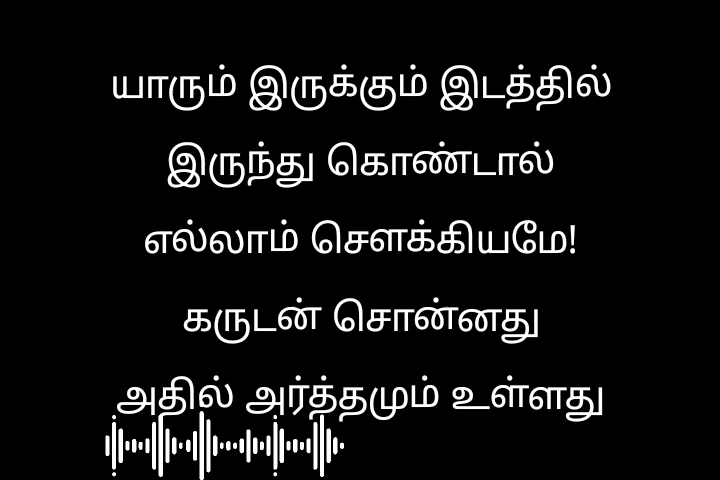 யாரும் இருக்கும் இடத்தில்
இருந்து கொண்டால்
எல்லாம் சௌக்கியமே!
கருடன் சொன்னது
அதில் அர்த்தமும் உள்ளது